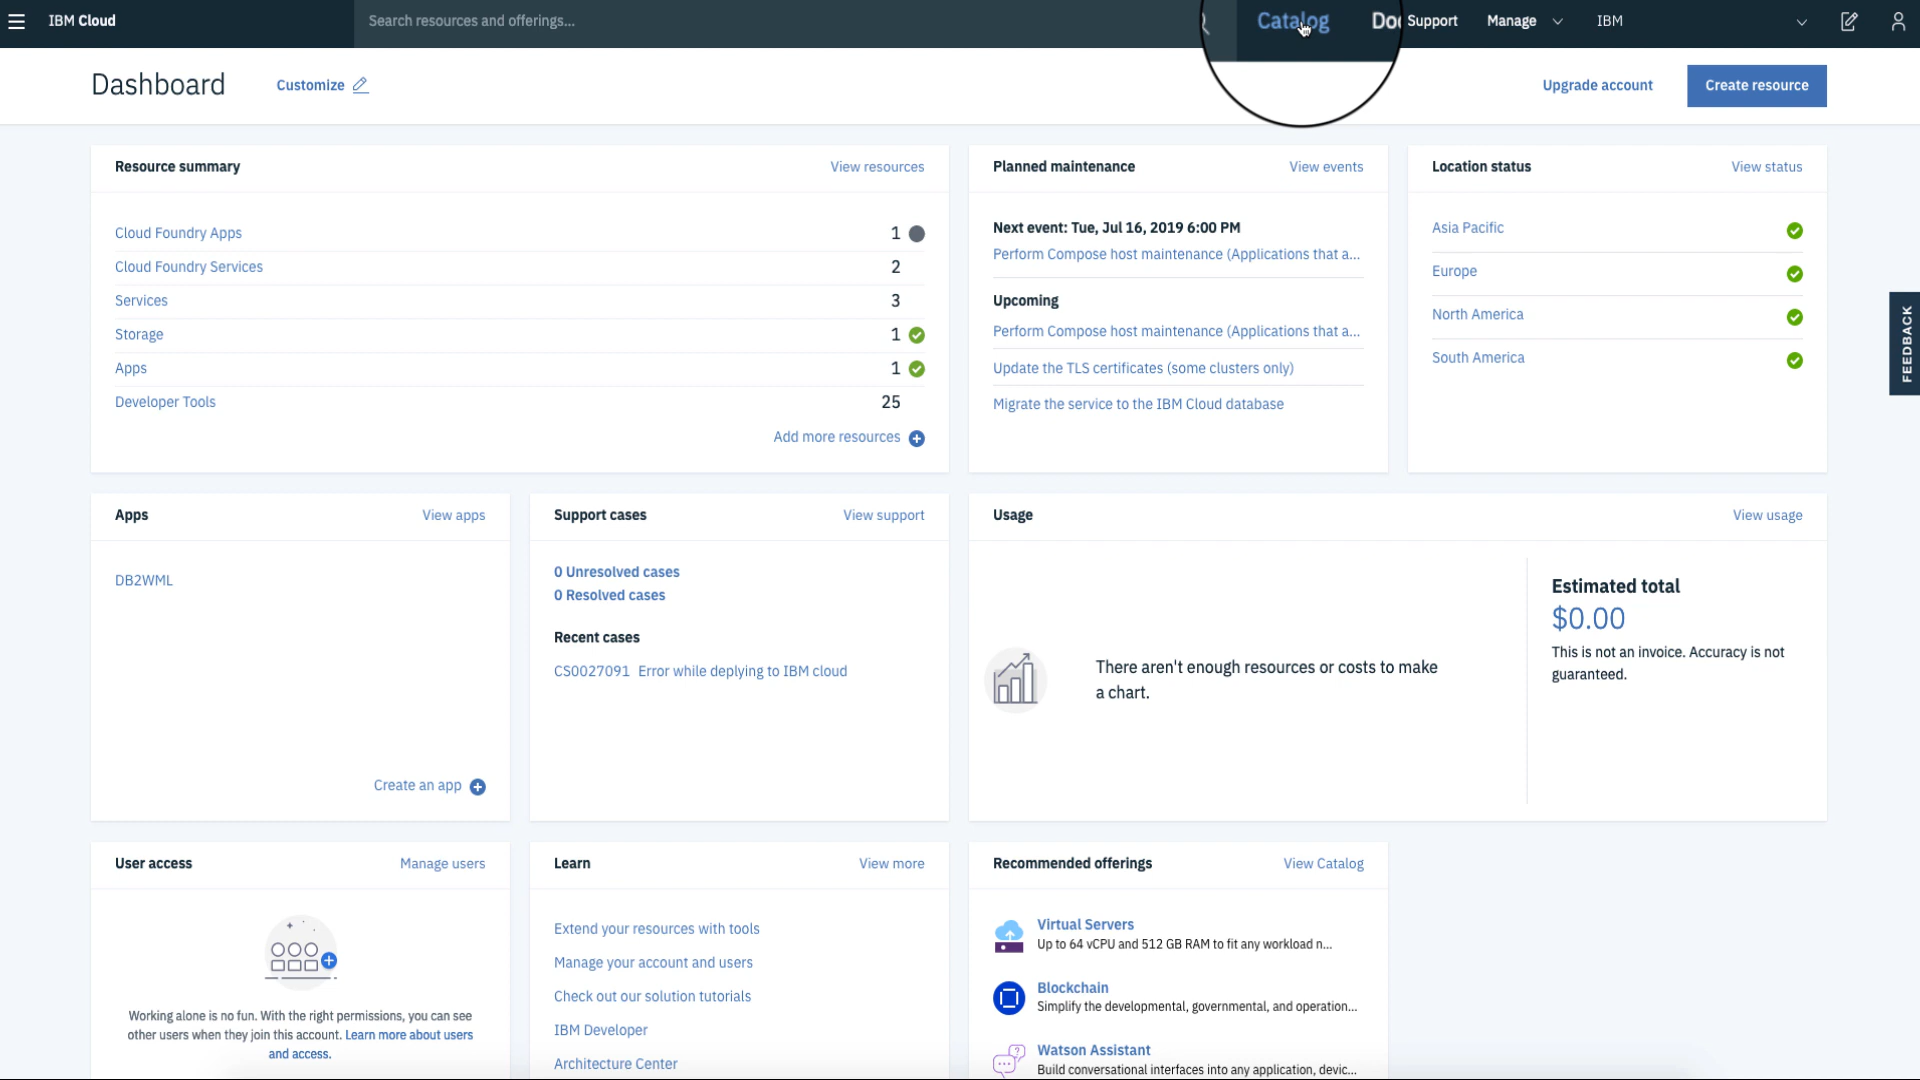 IBM Cloud
Search resources and offerings...
Catalog
Support
Manage
IBM
Dashboard
Customize
Upgrade account
Create resource
Resource summary
View resources
Cloud Foundry Apps
1
Cloud Foundry Services
2
Services
3
Storage
1
Apps
1
Developer Tools
25
Add more resources
Planned maintenance
View events
Next event: Tue, Jul 16, 2019 6:00 PM
Perform Compose host maintenance (Applications that a...
Upcoming
Perform Compose host maintenance (Applications that a...
Update the TLS certificates (some clusters only)
Migrate the service to the IBM Cloud database
Location status
View status
Asia Pacific
Europe
North America
South America
FEEDBACK
Apps
View apps
DB2WML
Create an app
Support cases
View support
0 Unresolved cases
0 Resolved cases
Recent cases
CS0027091 Error while deplying to IBM cloud
Usage
View usage
There aren't enough resources or costs to make
a chart.
Estimated total
$0.00
This is not an invoice. Accuracy is not
guaranteed.
User access
Manage users
Working alone is no fun. With the right permissions, you can see
other users when they join this account. Learn more about users
and access.
Learn
View more
Extend your resources with tools
Manage your account and users
Check out our solution tutorials
IBM Developer
Architecture Center
Recommended offerings
View Catalog
Virtual Servers
Up to 64 vCPU and 512 GB RAM to fit any workload n...
Blockchain
Simplify the developmental, governmental, and operation...
Watson Assistant
Build conversational interfaces into any application, devic...